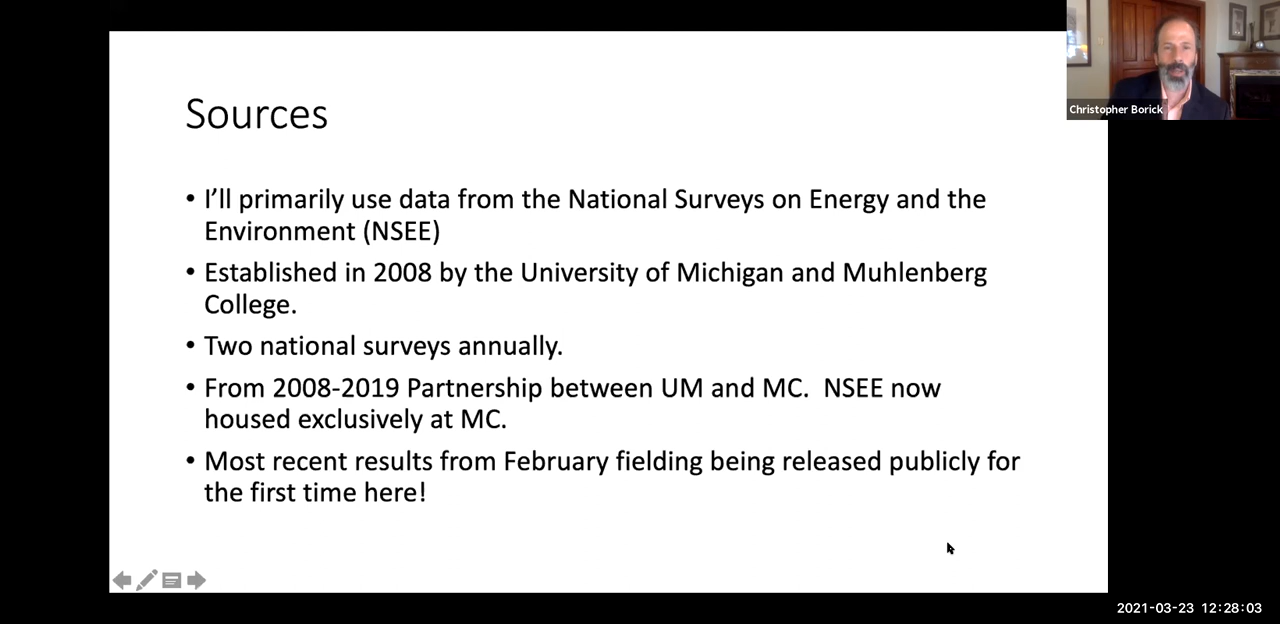 Sources
• I’ll primarily use data from the National Surveys on Energy and the
Environment (NSEE)
• Established in 2008 by the University of Michigan and Muhlenberg
College.
• Two national surveys annually.
• From 2008-2019 Partnership between UM and MC.  NSEE now
housed exclusively at MC.
• Most recent results from February fielding being released publicly for
the first time here!
Christopher Borick
2021-03-23 12:28:03